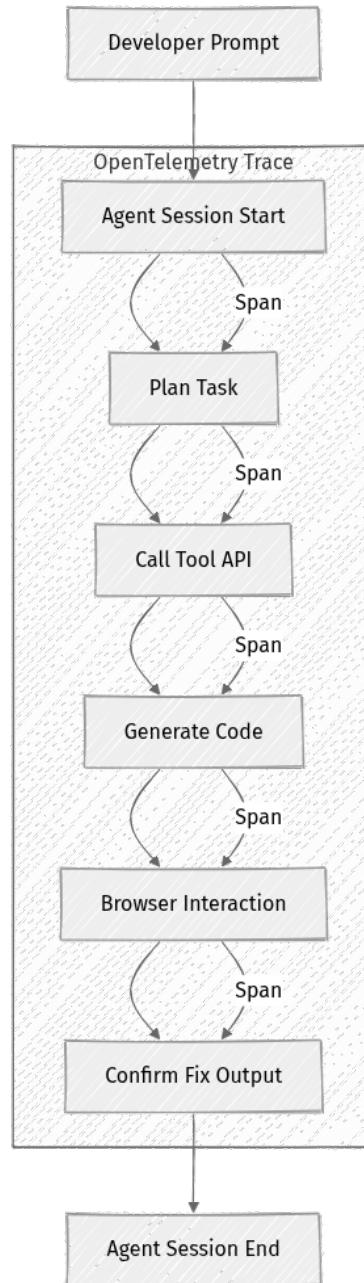 Developer Prompt
OpenTelemetry Trace
Agent Session Start
Span
Plan Task
Span
Call Tool API
Span
Generate Code
Span
Browser Interaction
Span
Confirm Fix Output
Agent Session End